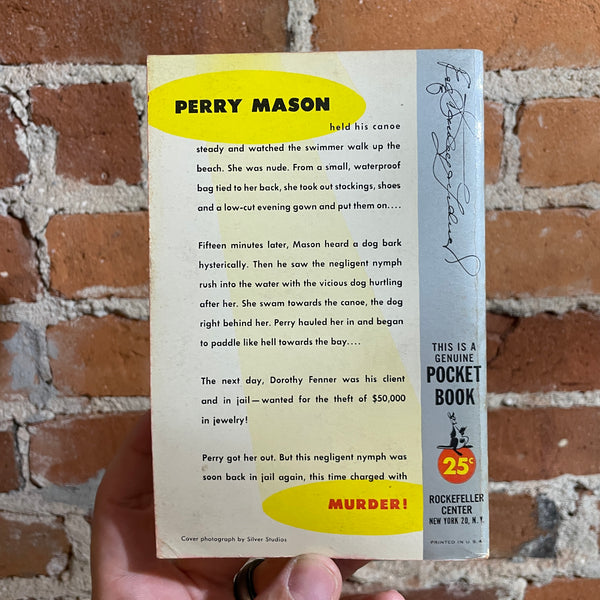 PERRY MASON
held his canoe
steady and watched the swimmer walk up the
beach. She was nude. From a small, waterproof
bag tied to her back, she took out stockings, shoes
and a low-cut evening gown and put them on....
Fifteen minutes later, Mason heard a dog bark
hysterically. Then he saw the negligent nymph
rush into the water with the vicious dog hurtling
after her. She swam towards the canoe, the dog
right behind her. Perry hauled her in and began
to paddle like hell towards the bay....
The next day, Dorothy Fenner was his client
and in jail—wanted for the theft of $50,000
in jewelry!
Perry got her out. But this negligent nymph was
soon back in jail again, this time charged with
MURDER!
Cover photograph by Silver Studios
THIS IS A
GENUINE
POCKET
BOOK
25¢
ROCKEFELLER
CENTER
NEW YORK 20, N. Y.
PRINTED IN U.S.A.